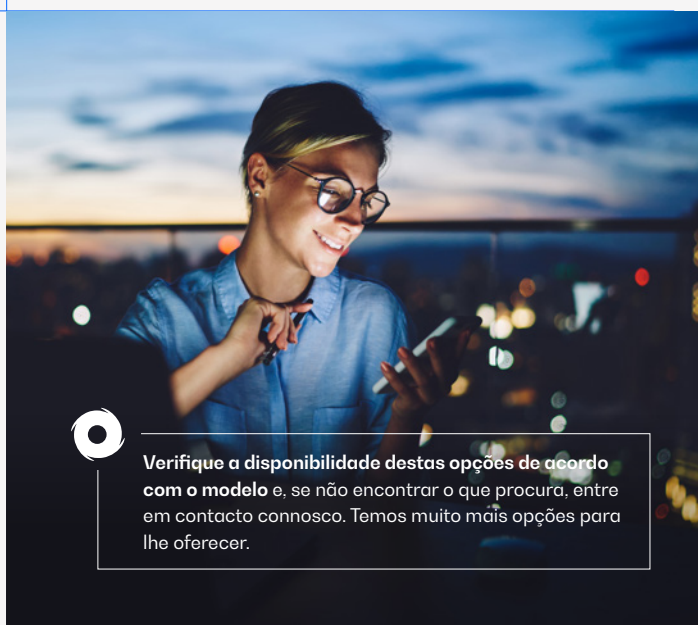 Verifique a disponibilidade destas opções de acordo
com o modelo e, se não encontrar o que procura, entre
em contacto connosco. Temos muito mais opções para
lhe oferecer.